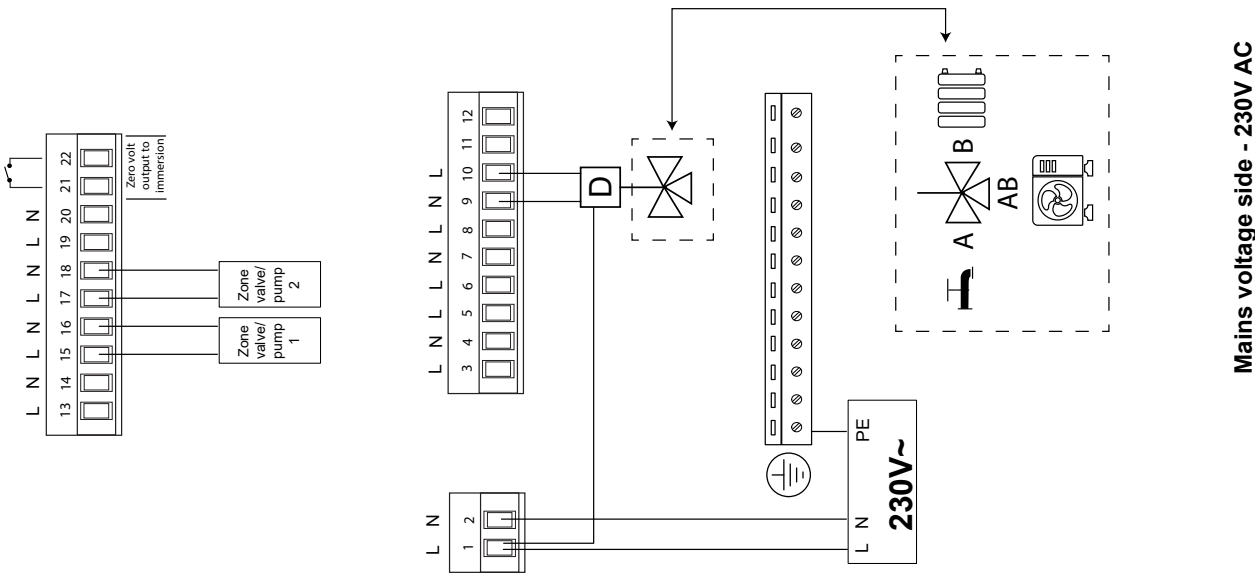 L N L N L N L N
13 14 15 16 17 18 19 20 21 22
Zero volt
output to
immersion
Zone
valve/
pump
1
Zone
valve/
pump
2
L N
1 2
L N L L N L N L
3 4 5 6 7 8 9 10 11 12
D
L N PE
230V~
A B
AB
Mains voltage side - 230V AC